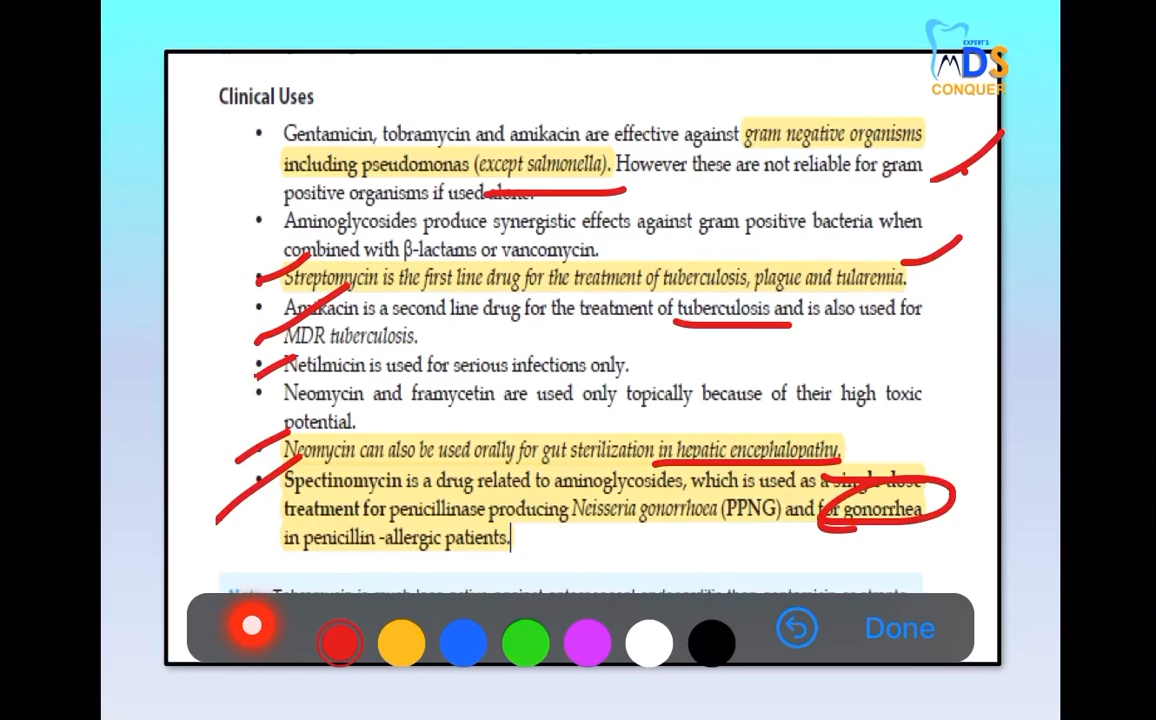 EXPERT'S
MDS
CONQUER
Clinical Uses
• Gentamicin, tobramycin and amikacin are effective against gram negative organisms
including pseudomonas (except salmonella). However these are not reliable for gram
positive organisms if used alone.
• Aminoglycosides produce synergistic effects against gram positive bacteria when
combined with β-lactams or vancomycin.
• Streptomycin is the first line drug for the treatment of tuberculosis, plague and tularemia.
• Amikacin is a second line drug for the treatment of tuberculosis and is also used for
MDR tuberculosis.
• Netilmicin is used for serious infections only.
• Neomycin and framycetin are used only topically because of their high toxic
potential.
• Neomycin can also be used orally for gut sterilization in hepatic encephalopathy.
• Spectinomycin is a drug related to aminoglycosides, which is used as a single dose
treatment for penicillinase producing Neisseria gonorrhoea (PPNG) and for gonorrhea
in penicillin -allergic patients.
Done